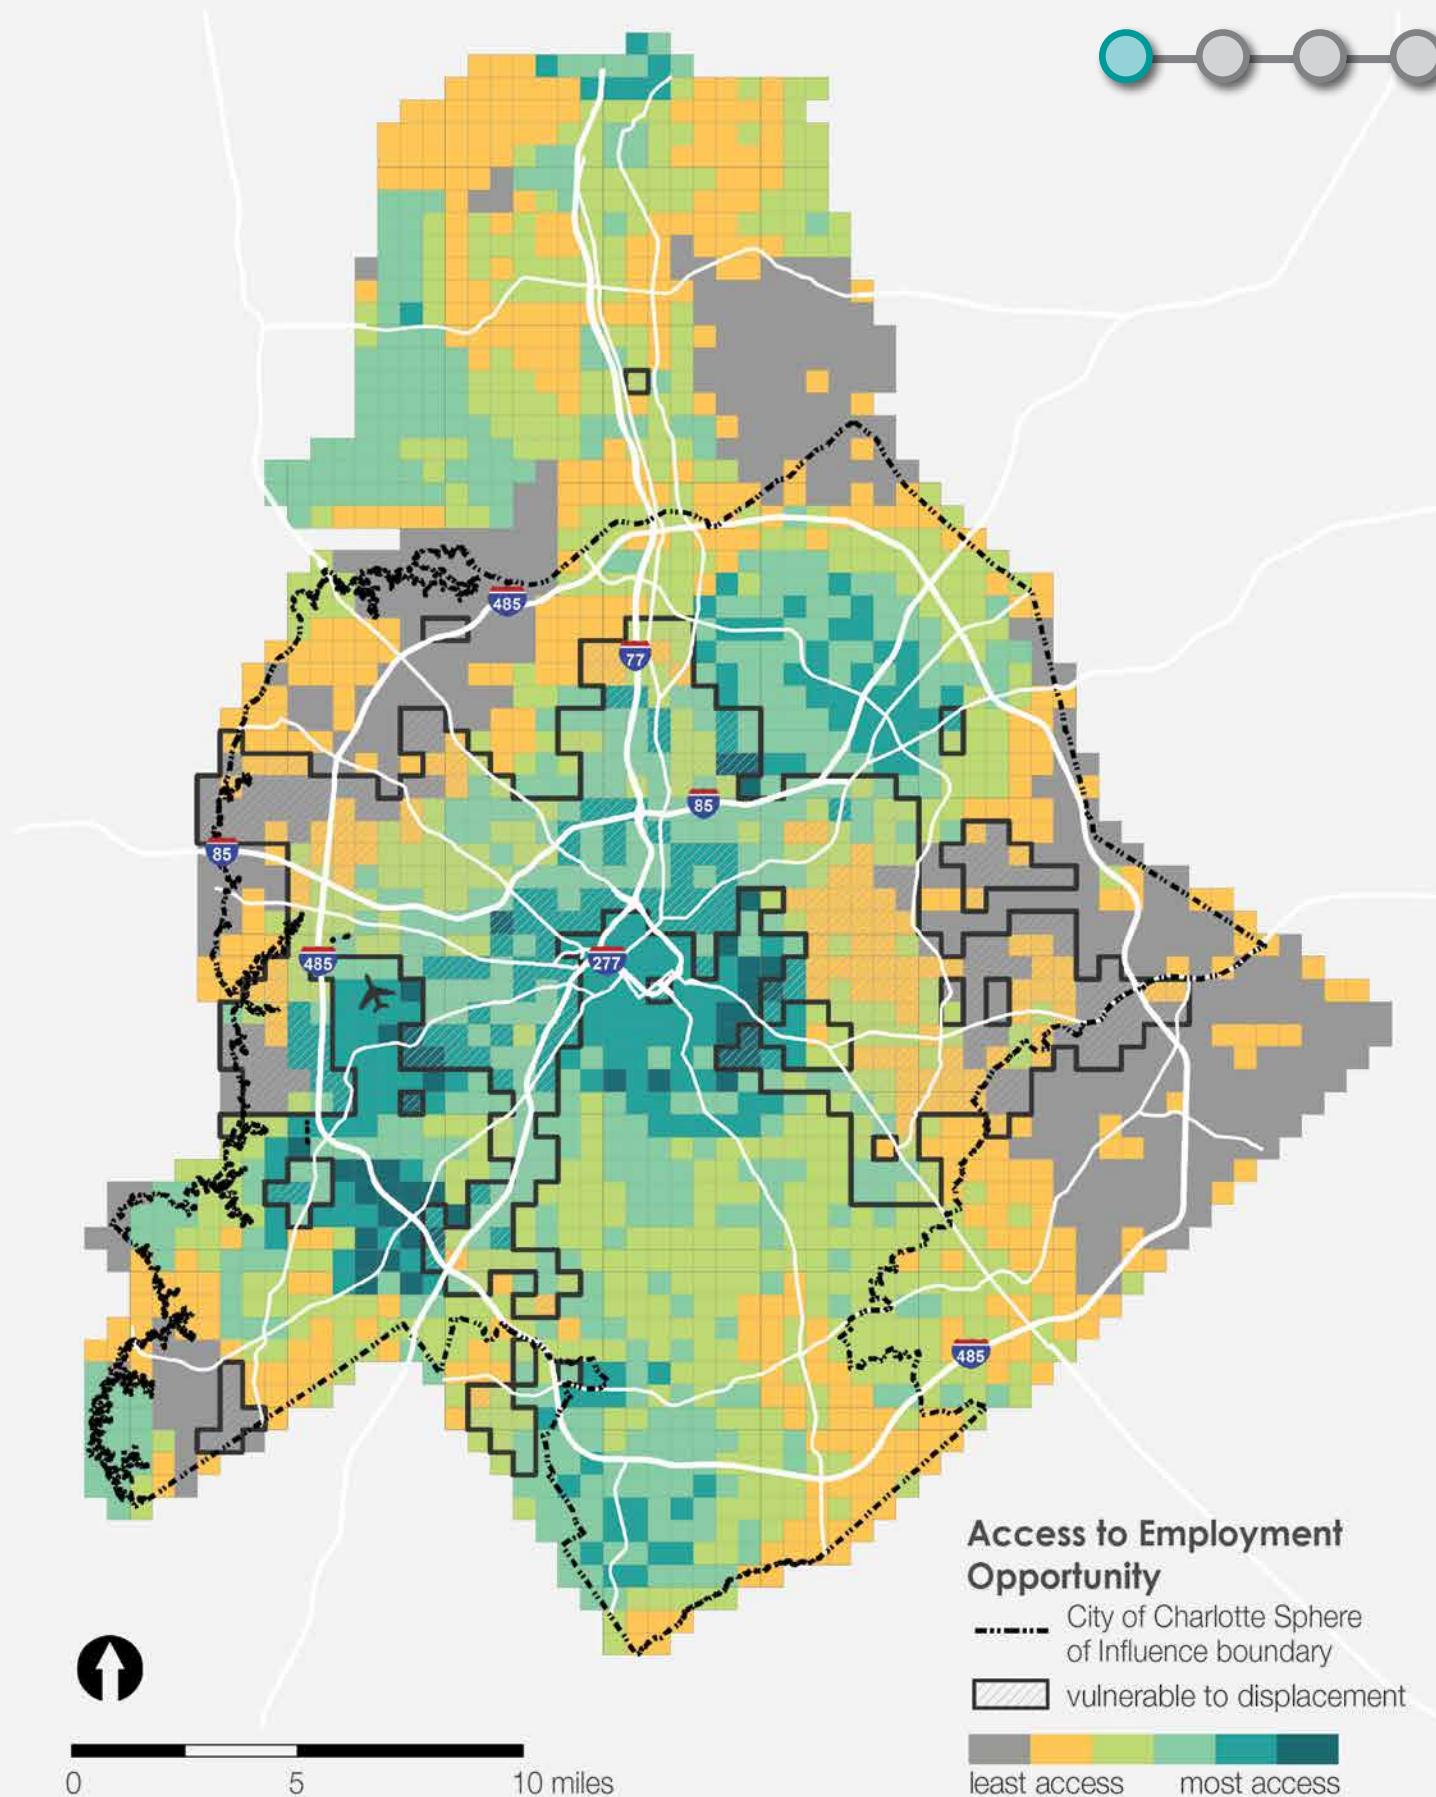 485
77
85
85
485
277
485
Access to Employment
Opportunity
City of Charlotte Sphere
of Influence boundary
vulnerable to displacement
least access most access
0 5 10 miles